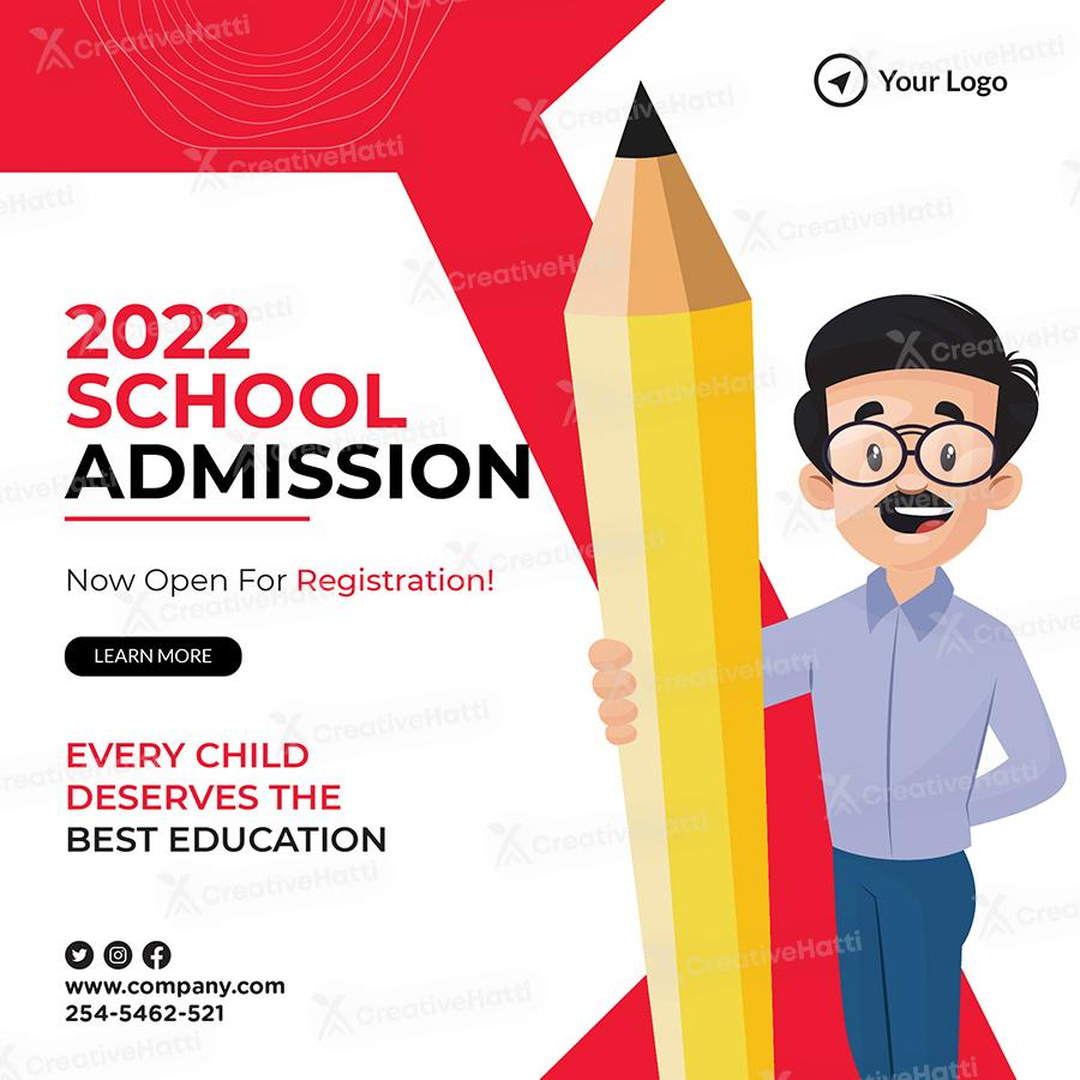 Your Logo
2022
SCHOOL
ADMISSION
Now Open For Registration!
LEARN MORE
EVERY CHILD
DESERVES THE
BEST EDUCATION
www.company.com
254-5462-521
CreativeHatti